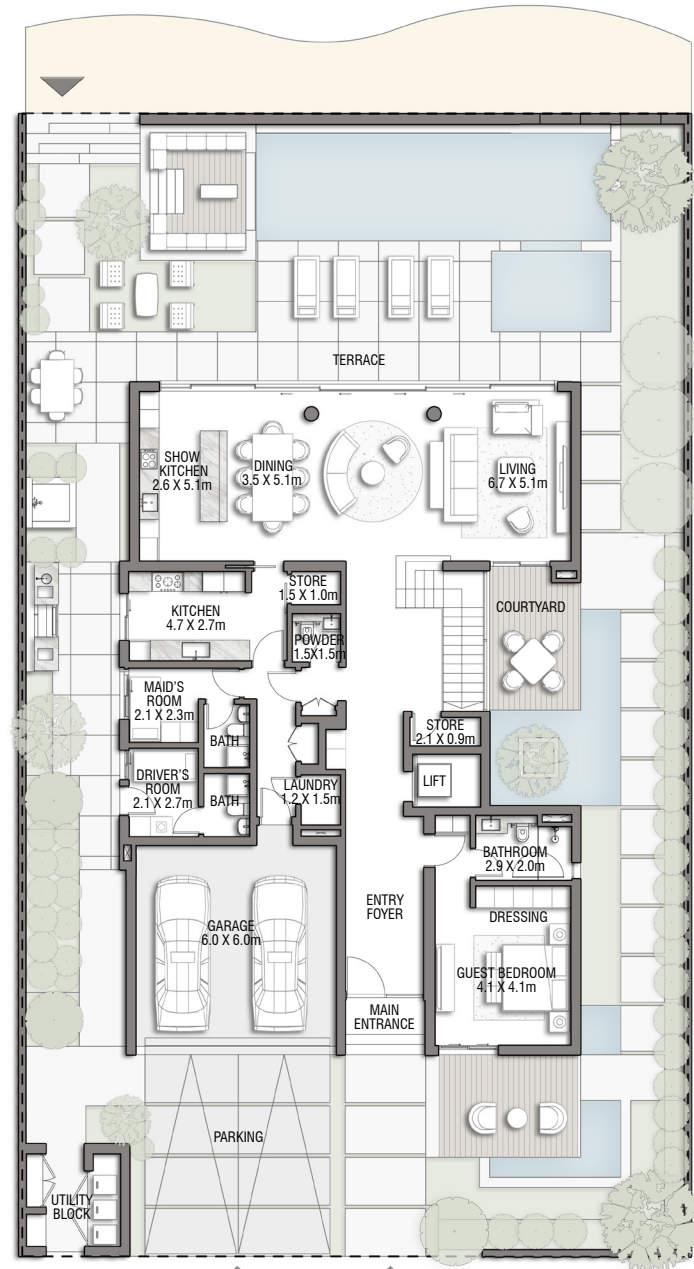 TERRACE
SHOW
KITCHEN
2.6 X 5.1m
DINING
3.5 X 5.1m
LIVING
6.7 X 5.1m
STORE
1.5 X 1.0m
KITCHEN
4.7 X 2.7m
COURTYARD
POWDER
1.5X1.5m
MAID'S
ROOM
2.1 X 2.3m
BATH
STORE
2.1 X 0.9m
DRIVER'S
ROOM
2.1 X 2.7m
BATH
LAUNDRY
1.2 X 1.5m
LIFT
BATHROOM
2.9 X 2.0m
ENTRY
FOYER
DRESSING
GARAGE
6.0 X 6.0m
GUEST BEDROOM
4.1 X 4.1m
MAIN
ENTRANCE
PARKING
UTILITY
BLOCK